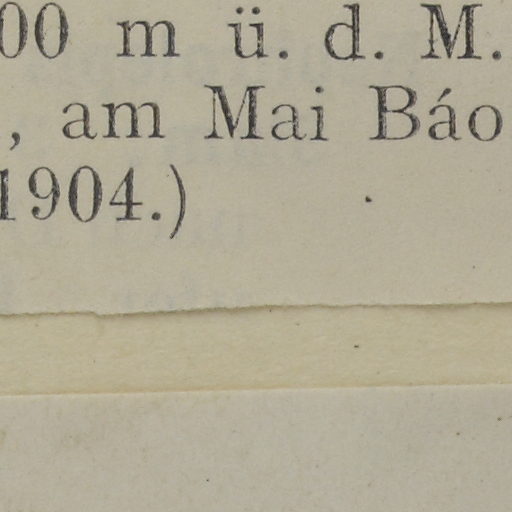 00 m ü. d. M.
, am Mai Báo
1904.)